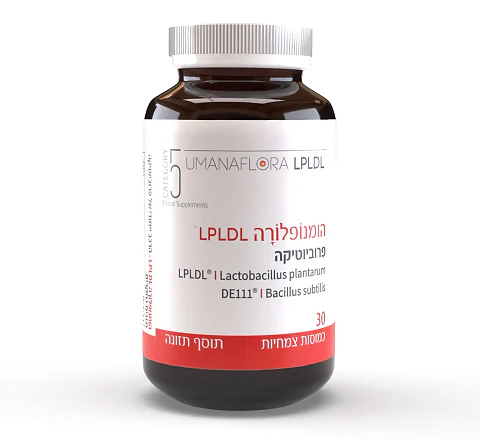 CATEGORY
5
UMANAFLORA LPLDL
Ethical Supplements
הומנופלוֹרָה LPLDL
פרוביוטיקה
LPLDL® | Lactobacillus plantarum
DE111® | Bacillus subtilis
30
כמוסות צמחיות
תוסף תזונה